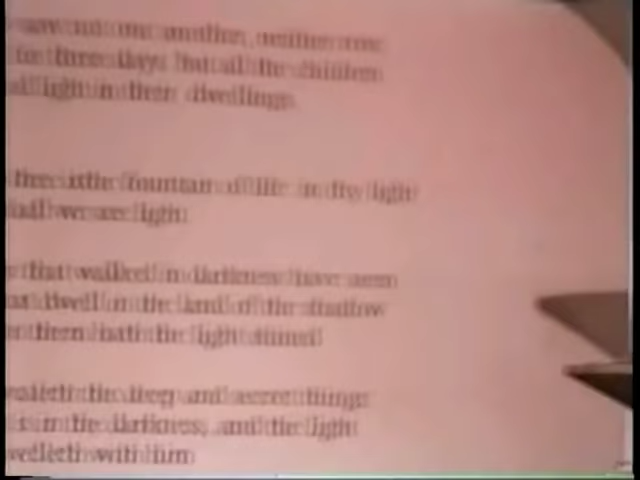 saw not one another, neither rose
for three days but all the children
light in their dwellings
thee is the fountain of life in thy light
shall we see light
that walked in darkness have seen
dwell in the land of the shadow
them hath the light shined
the deep and secret things
is in the darkness, and the light
dwelleth with him